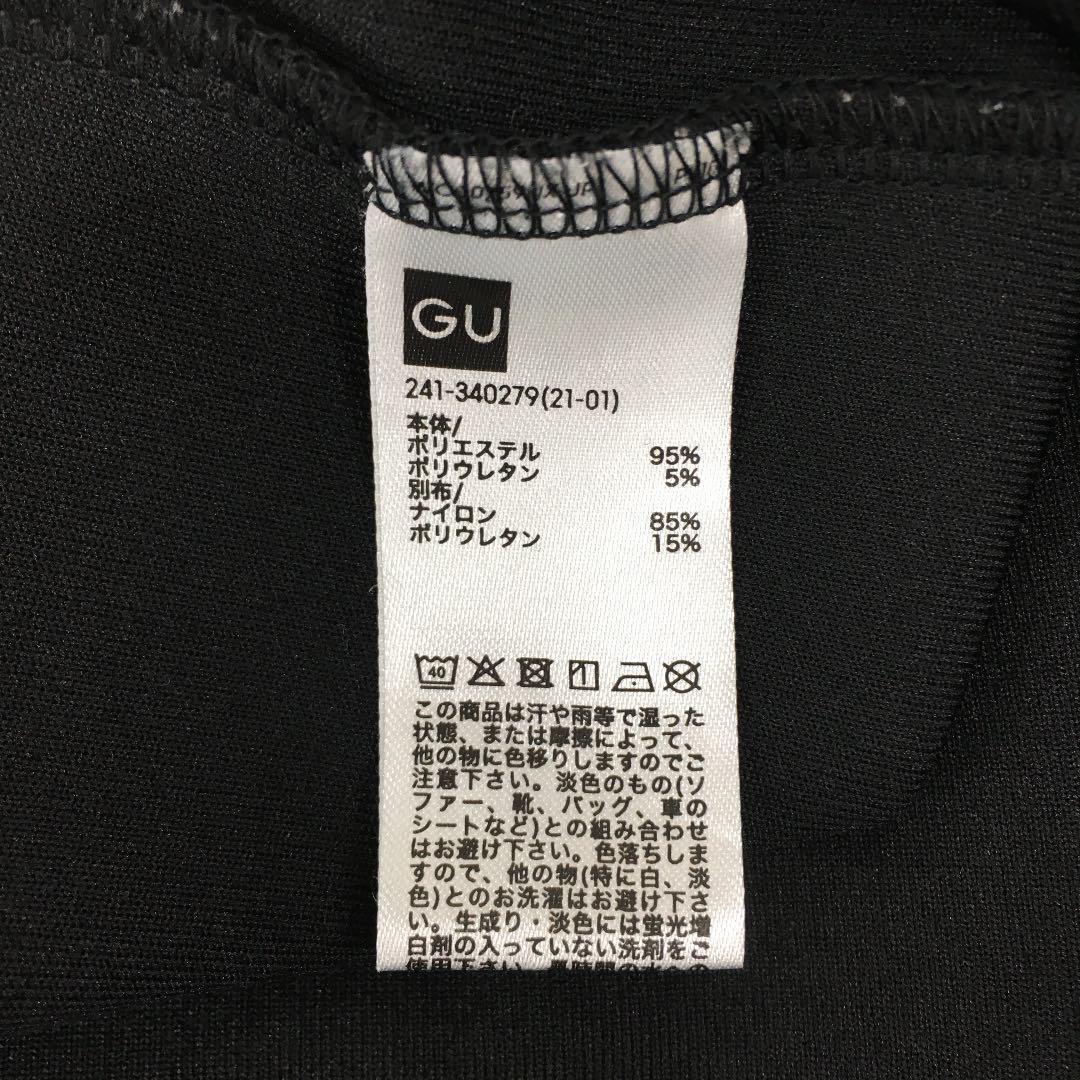 GU
241-340279(21-01)
本体/
ポリエステル 95%
ポリウレタン 5%
別布/
ナイロン 85%
ポリウレタン 15%
40
この商品は汗や雨等で湿った
状態、または摩擦によって、
他の物に色移りしますのでご
注意下さい。淡色のもの(ソ
ファー、靴、バッグ、車の
シートなど)との組み合わせ
はお避け下さい。色落ちしま
すので、他の物(特に白、淡
色)とのお洗濯はお避け下さ
い。生成り・淡色には蛍光増
白剤の入っていない洗剤をご
使用下さい。